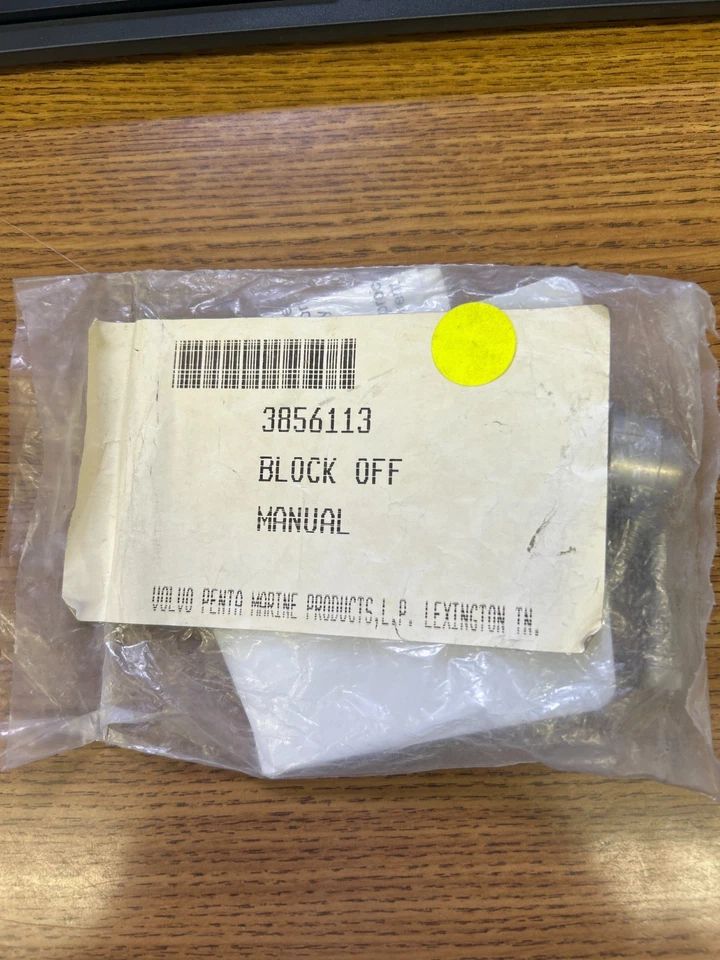 3856113
BLOCK OFF
MANUAL
VOLVO PENTA MARINE PRODUCTS,L.P. LEXINGTON TN.